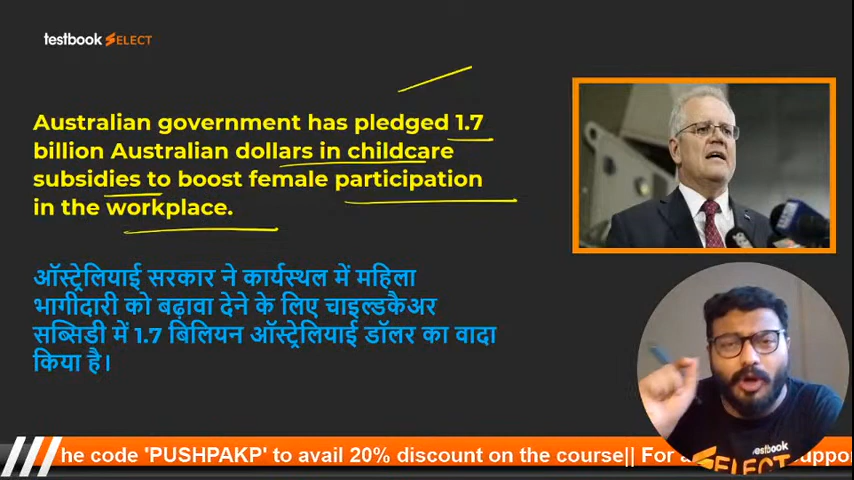 testbook SELECT
Australian government has pledged 1.7
billion Australian dollars in childcare
subsidies to boost female participation
in the workplace.
ऑस्ट्रेलियाई सरकार ने कार्यस्थल में महिला
भागीदारी को बढ़ावा देने के लिए चाइल्डकैअर
सब्सिडी में 1.7 बिलियन ऑस्ट्रेलियाई डॉलर का वादा
किया है।
testbook
SELECT
he code 'PUSHPAKP' to avail 20% discount on the course|| For